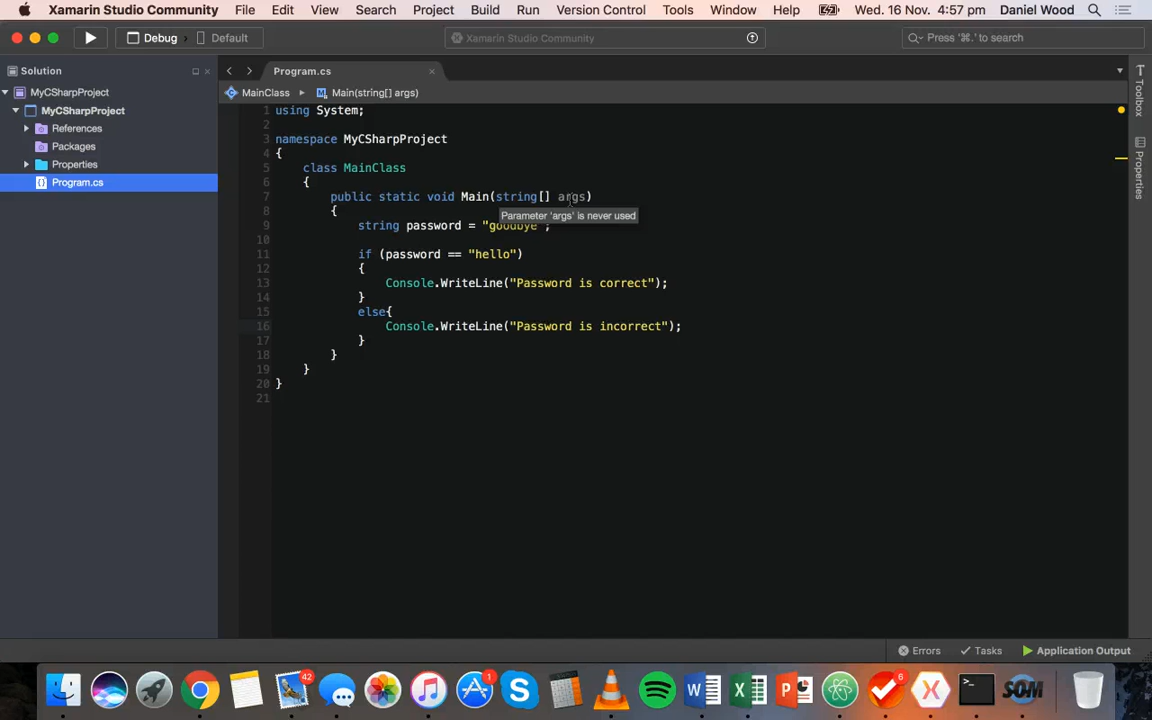 Xamarin Studio Community File Edit View Search Project Build Run Version Control Tools Window Help Wed. 16 Nov. 4:57 pm Daniel Wood
Debug Default Xamarin Studio Community Press '⌘.' to search
Solution Program.cs
MyCSharpProject MainClass Main(string[] args)
MyCSharpProject
References
Packages
Properties
Program.cs
1 using System;
2
3 namespace MyCSharpProject
4 {
5 class MainClass
6 {
7 public static void Main(string[] args)
8 {
Parameter 'args' is never used
9 string password = "goodbye";
10
11 if (password == "hello")
12 {
13 Console.WriteLine("Password is correct");
14 }
15 else{
16 Console.WriteLine("Password is incorrect");
17 }
18 }
19 }
20 }
21
Toolbox
Properties
Errors Tasks Application Output
42 1 6
W X P >_ SOM